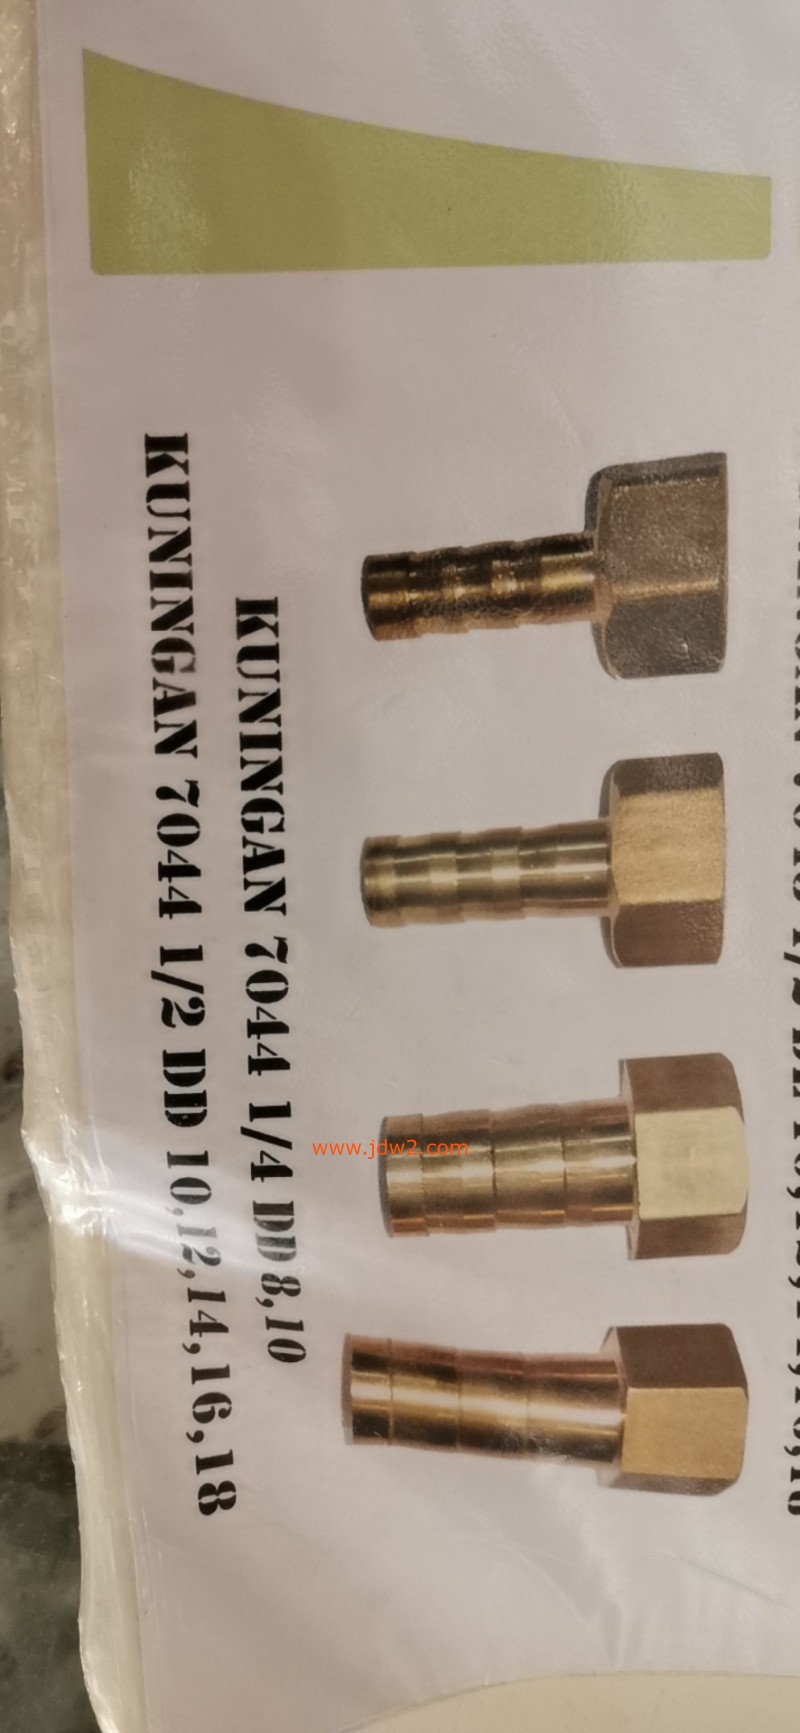 KUNINGAN 7044 1/4 DD 8,10
KUNINGAN 7044 1/2 DD 10,12,14,16,18
www.jdw2.com